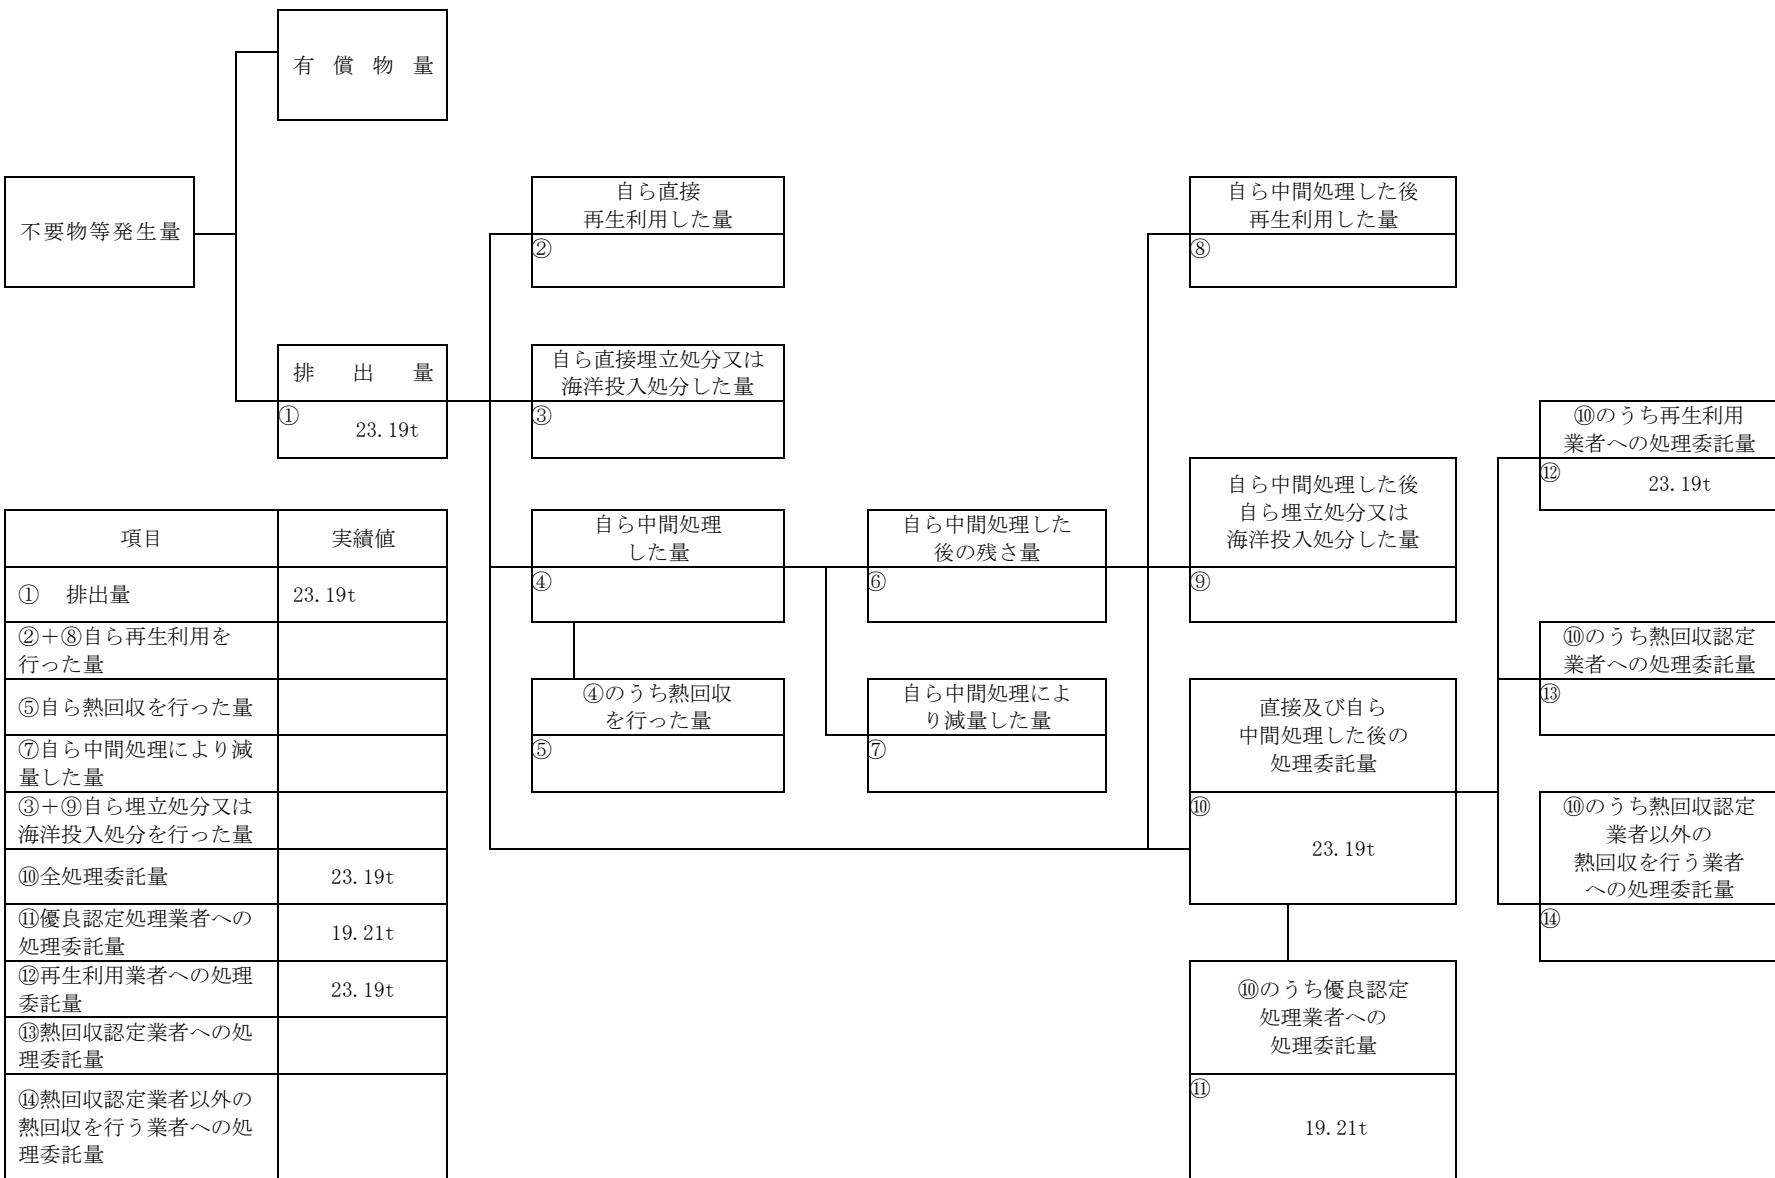 有償物量
不要物等発生量
排出量
①
23.19t
自ら直接
再生利用した量
②
自ら直接埋立処分又は
海洋投入処分した量
③
自ら中間処理
した量
④
④のうち熱回収
を行った量
⑤
自ら中間処理した
後の残さ量
⑥
自ら中間処理によ
り減量した量
⑦
自ら中間処理した後
再生利用した量
⑧
自ら中間処理した後
自ら埋立処分又は
海洋投入処分した量
⑨
直接及び自ら
中間処理した後の
処理委託量
⑩
23.19t
⑩のうち優良認定
処理業者への
処理委託量
⑪
19.21t
⑩のうち再生利用
業者への処理委託量
⑫
23.19t
⑩のうち熱回収認定
業者への処理委託量
⑬
⑩のうち熱回収認定
業者以外の
熱回収を行う業者
への処理委託量
⑭
項目 実績値
① 排出量 23.19t
②+⑧自ら再生利用を
行った量
⑤自ら熱回収を行った量
⑦自ら中間処理により減
量した量
③+⑨自ら埋立処分又は
海洋投入処分を行った量
⑩全処理委託量 23.19t
⑪優良認定処理業者への
処理委託量
19.21t
⑫再生利用業者への処理
委託量
23.19t
⑬熱回収認定業者への処
理委託量
⑭熱回収認定業者以外の
熱回収を行う業者への処
理委託量